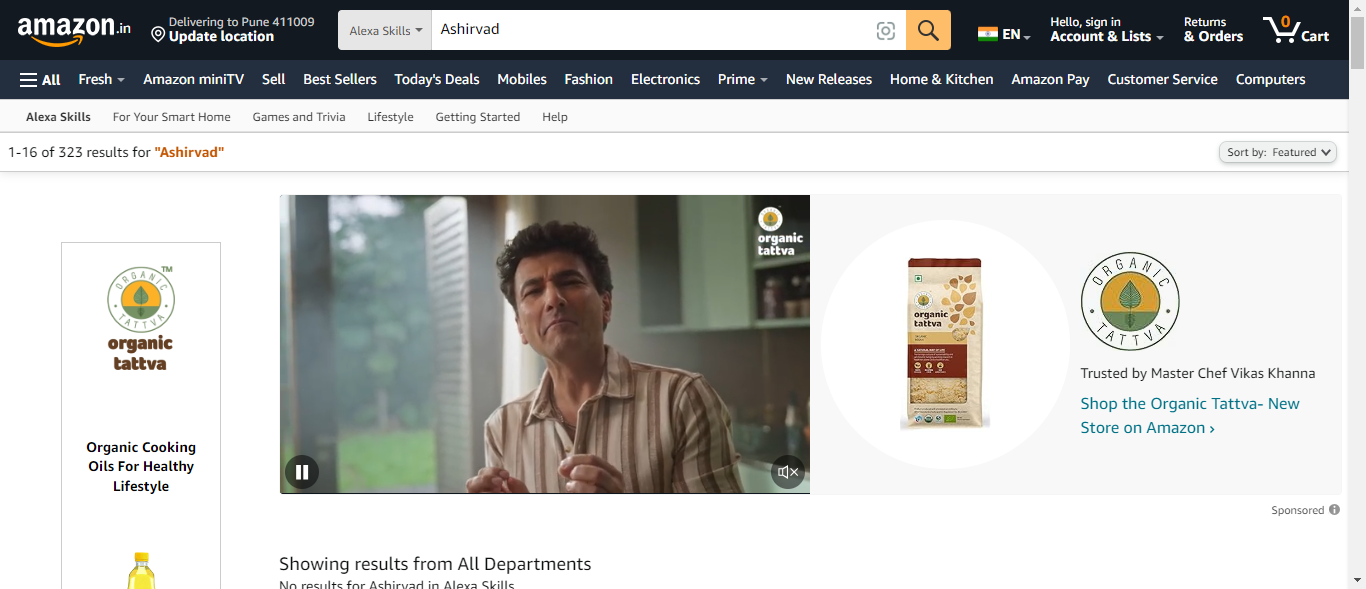 amazon.in
Delivering to Pune 411009
Update location
Alexa Skills
Ashirvad
EN
Hello, sign in
Account & Lists
Returns
& Orders
0
Cart
All
Fresh
Amazon miniTV
Sell
Best Sellers
Today's Deals
Mobiles
Fashion
Electronics
Prime
New Releases
Home & Kitchen
Amazon Pay
Customer Service
Computers
Alexa Skills
For Your Smart Home
Games and Trivia
Lifestyle
Getting Started
Help
1-16 of 323 results for "Ashirvad"
Sort by: Featured
ORGANIC
TATTVA
TM
organic
tattva
Organic Cooking
Oils For Healthy
Lifestyle
organic
tattva
organic
tattva
ORGANIC
TATTVA
Trusted by Master Chef Vikas Khanna
Shop the Organic Tattva- New
Store on Amazon ›
Sponsored
Showing results from All Departments
No results for Ashirvad in Alexa Skills